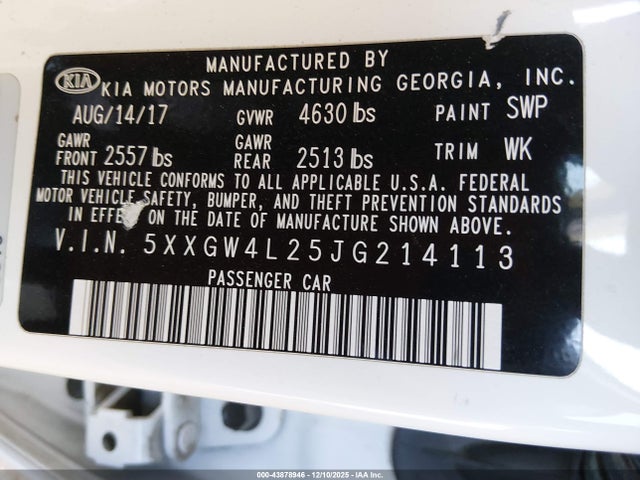 MANUFACTURED BY
KIA KIA MOTORS MANUFACTURING GEORGIA, INC.
AUG/14/17 GVWR 4630 lbs PAINT SWP
GAWR FRONT 2557 lbs GAWR REAR 2513 lbs TRIM WK
THIS VEHICLE CONFORMS TO ALL APPLICABLE U.S.A. FEDERAL
MOTOR VEHICLE SAFETY, BUMPER, AND THEFT PREVENTION STANDARDS
IN EFFECT ON THE DATE OF MANUFACTURE SHOWN ABOVE.
V.I.N. 5XXGW4L25JG214113
PASSENGER CAR
000-43878946 - 12/10/2025 - IAA Inc.